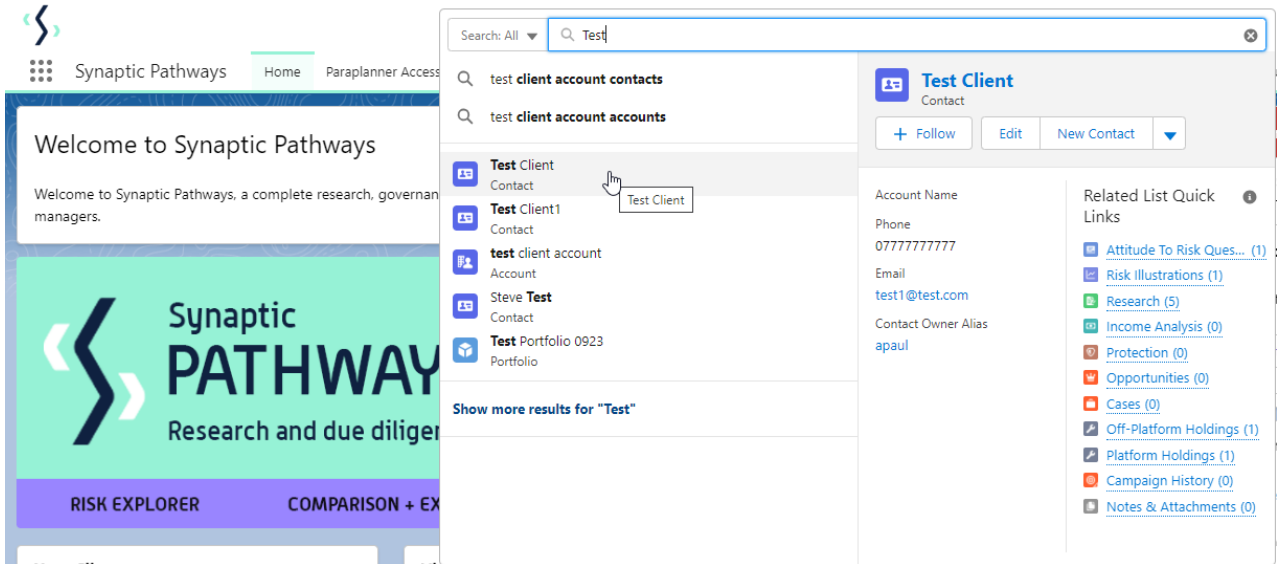 Search: All
Test
Synaptic Pathways
Home
Paraplanner Access
Welcome to Synaptic Pathways
Welcome to Synaptic Pathways, a complete research,
managers.
Synaptic
PATHWAY
Research and due
RISK EXPLORER
COMPARISON +
test client account contacts
test client account accounts
Test Client
Contact
Test Client
Test Client1
Contact
test client account
Account
Steve Test
Contact
Test Portfolio 0923
Portfolio
Show more results for "Test"
Test Client
Contact
+ Follow
Edit
New Contact
Account Name
Phone
07777777777
Email
test1@test.com
Contact Owner Alias
apaul
Related List Quick
Links
Attitude To Risk Ques... (1)
Risk Illustrations (1)
Research (5)
Income Analysis (0)
Protection (0)
Opportunities (0)
Cases (0)
Off-Platform Holdings (1)
Platform Holdings (1)
Campaign History (0)
Notes & Attachments (0)